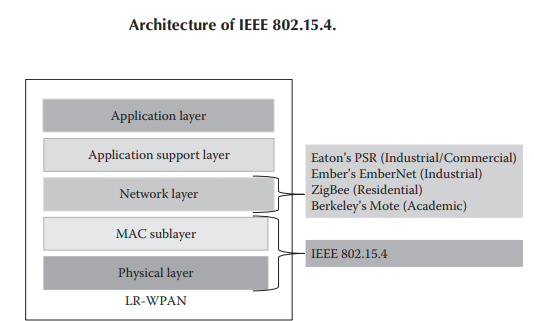 Architecture of IEEE 802.15.4.
Application layer
Application support layer
Network layer
MAC sublayer
Physical layer
LR-WPAN
Eaton's PSR (Industrial/Commercial)
Ember's EmberNet (Industrial)
ZigBee (Residential)
Berkeley's Mote (Academic)
IEEE 802.15.4